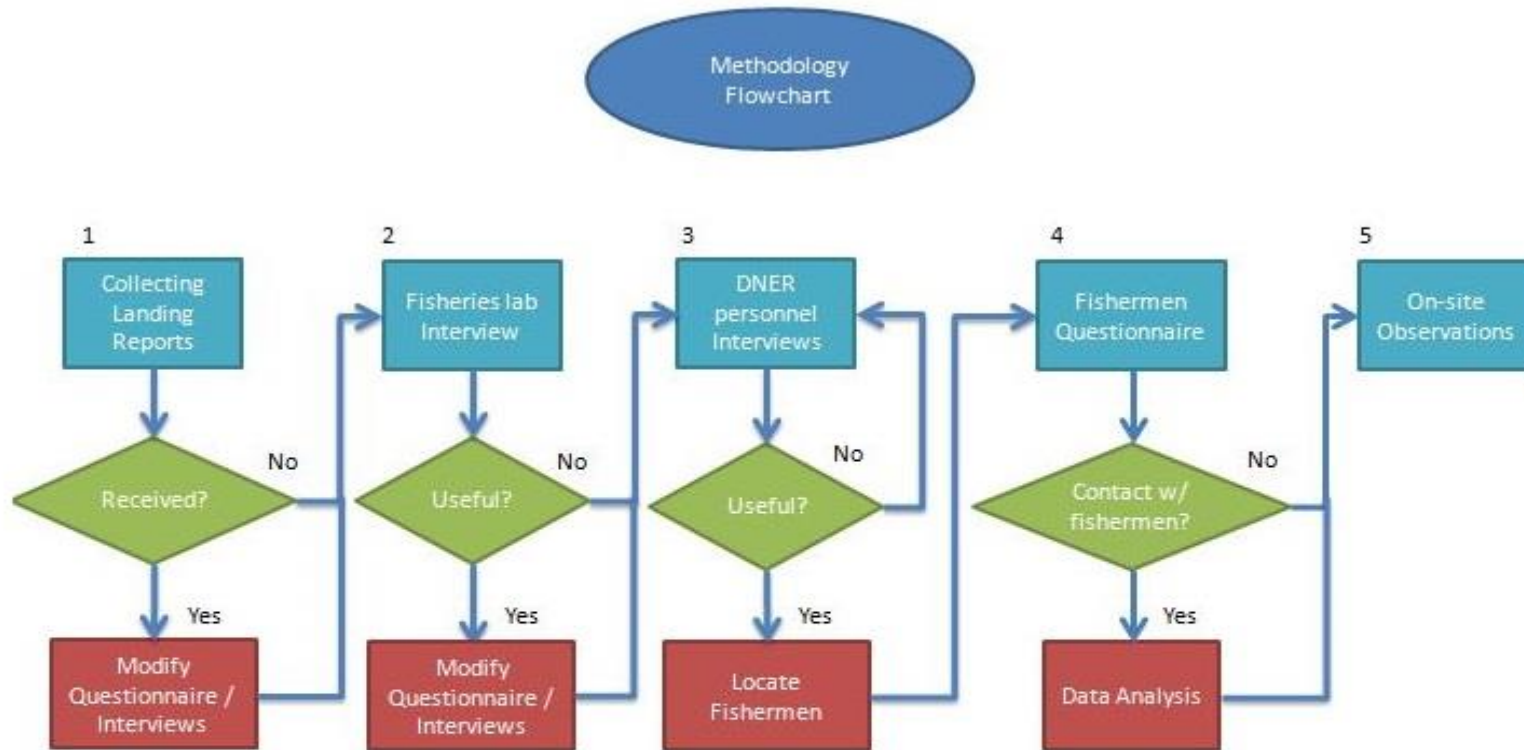 Methodology
Flowchart
1
Collecting
Landing
Reports
2
Fisheries lab
Interview
3
DNER
personnel
Interviews
4
Fishermen
Questionnaire
5
On-site
Observations
Received?
No
Yes
Useful?
No
Yes
Useful?
No
Yes
Contact w/
fishermen?
No
Yes
Modify
Questionnaire /
Interviews
Modify
Questionnaire /
Interviews
Locate
Fishermen
Data Analysis